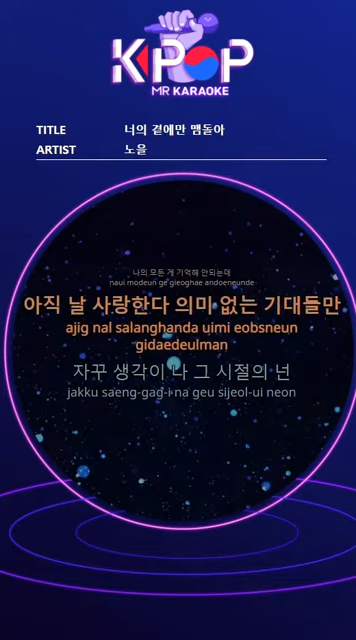 KPOP
MR KARAOKE
TITLE 너의 곁에만 맴돌아
ARTIST 노을
나의 모든 게 기억해 안되는데
naui modeun ge gieoghae andoeneunde
아직 날 사랑한다 의미 없는 기대들만
ajig nal salanghanda uimi eobsneun
gidaedeulman
자꾸 생각이 나 그 시절의 넌
jakku saeng-gad-i na geu sijeol-ui neon